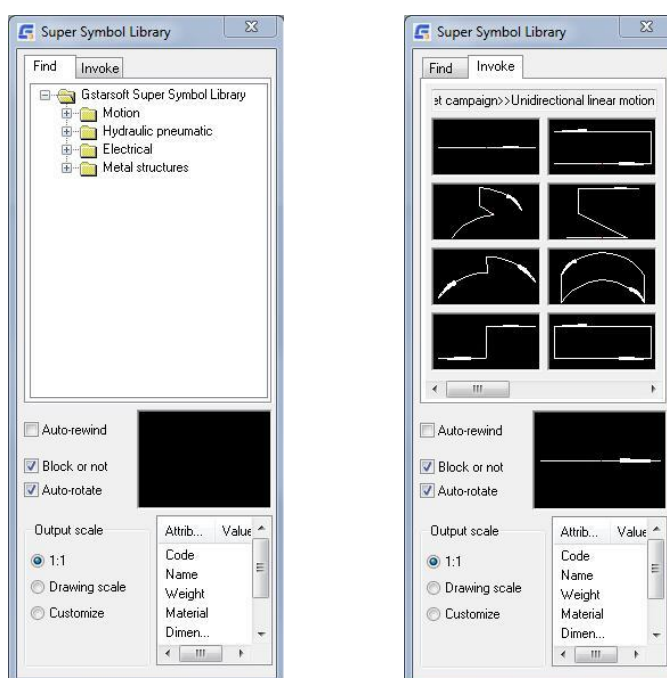 Super Symbol Library
Find
Invoke
Gstarsoft Super Symbol Library
Motion
Hydraulic pneumatic
Electrical
Metal structures
Auto-rewind
Block or not
Auto-rotate
Output scale
1:1
Drawing scale
Customize
Attrib... Value
Code
Name
Weight
Material
Dimen...
Super Symbol Library
Find
Invoke
et campaign>>Unidirectional linear motion
Auto-rewind
Block or not
Auto-rotate
Output scale
1:1
Drawing scale
Customize
Attrib... Value
Code
Name
Weight
Material
Dimen...